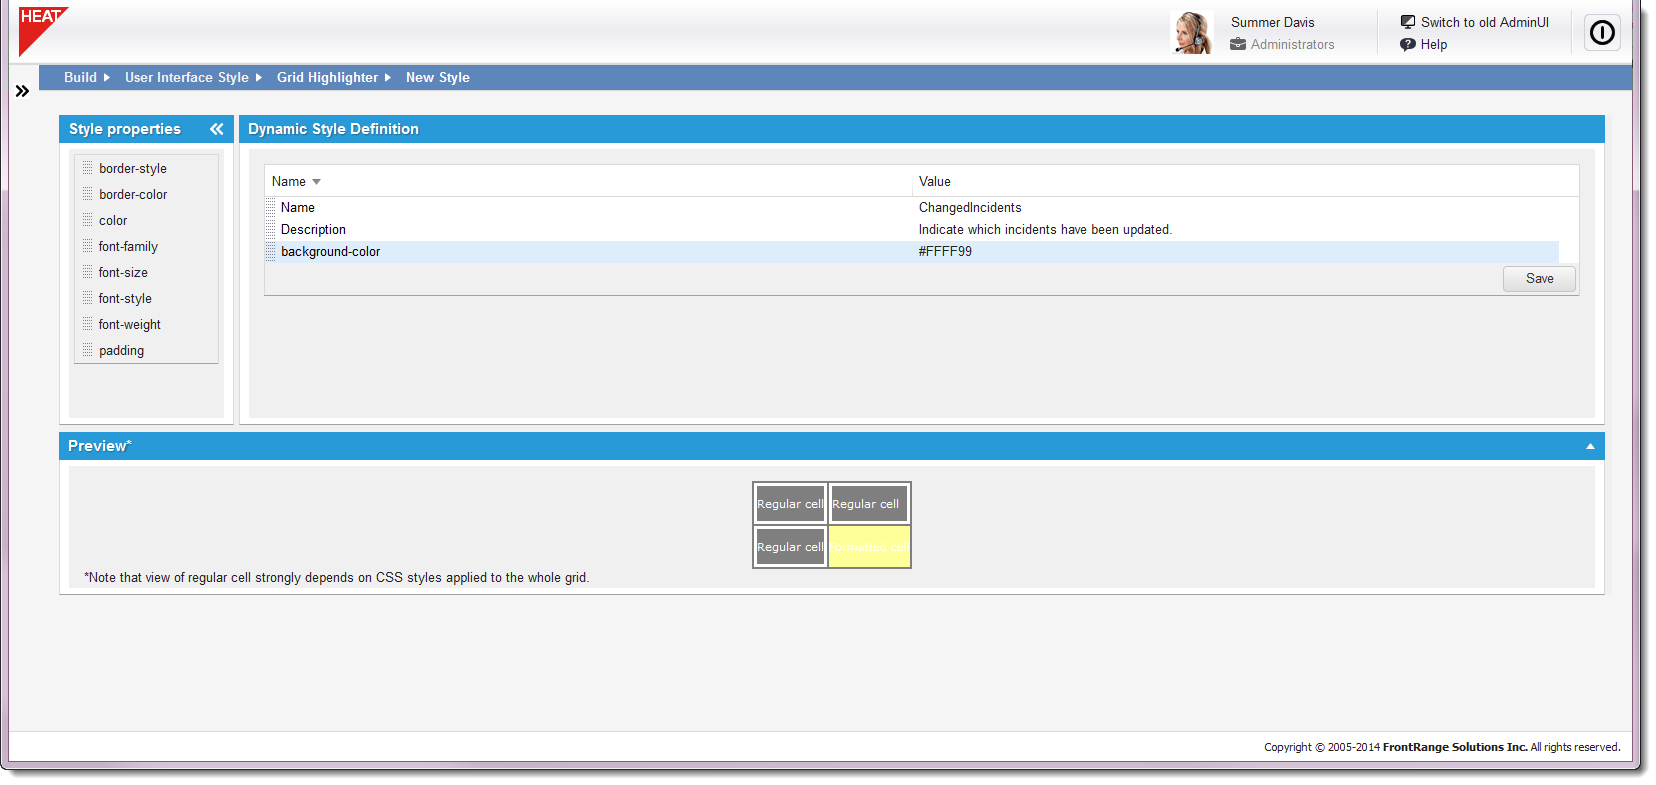 HEAT
Summer Davis
Administrators
Switch to old AdminUI
Help
Build User Interface Style Grid Highlighter New Style
Style properties
border-style
border-color
color
font-family
font-size
font-style
font-weight
padding
Dynamic Style Definition
Name Value
Name ChangedIncidents
Description Indicate which incidents have been updated.
background-color #FFFF99
Save
Preview*
Regular cell Regular cell
Regular cell Formatted cell
*Note that view of regular cell strongly depends on CSS styles applied to the whole grid.
Copyright © 2005-2014 FrontRange Solutions Inc. All rights reserved.